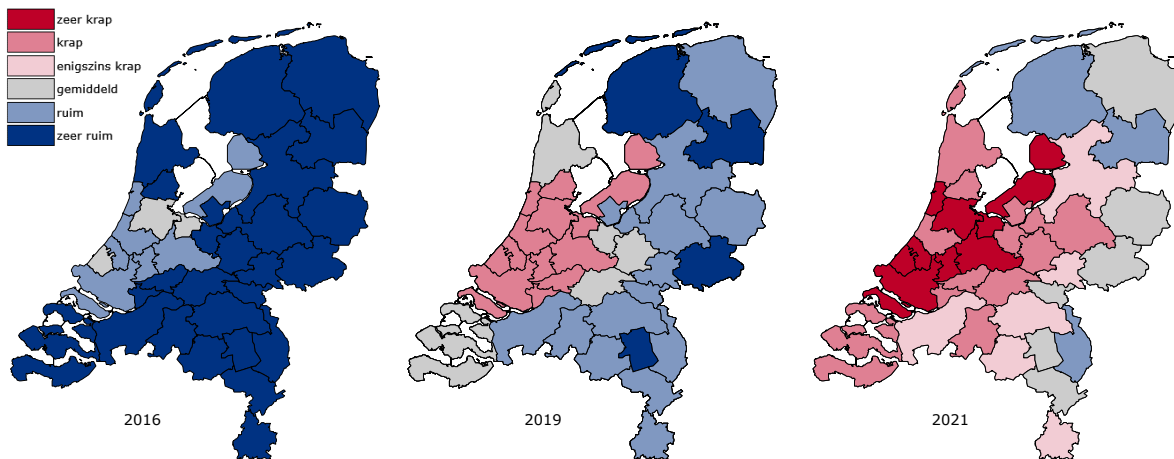 zeer krap
krap
enigszins krap
gemiddeld
ruim
zeer ruim
2016
2019
2021